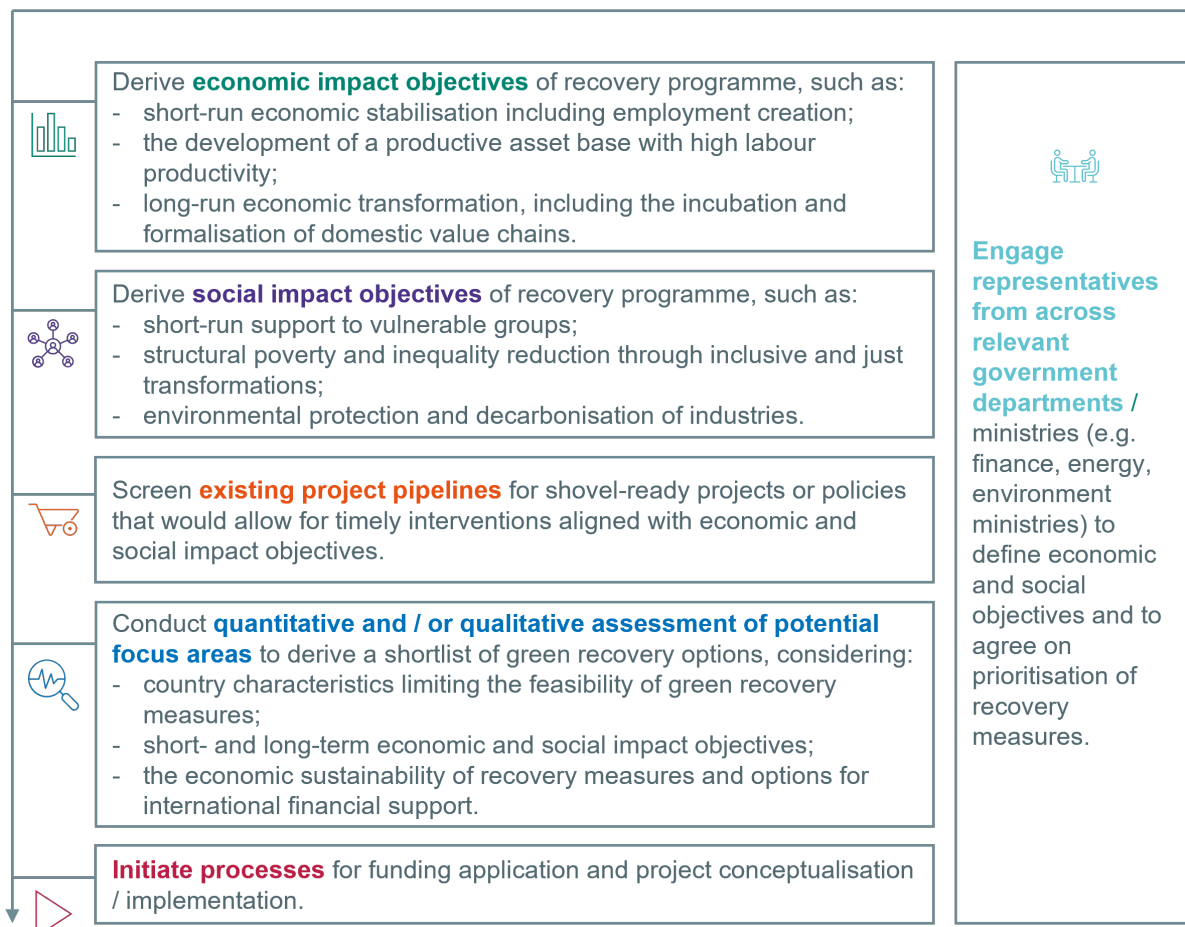 Derive economic impact objectives of recovery programme, such as:
- short-run economic stabilisation including employment creation;
- the development of a productive asset base with high labour
productivity;
- long-run economic transformation, including the incubation and
formalisation of domestic value chains.
Derive social impact objectives of recovery programme, such as:
- short-run support to vulnerable groups;
- structural poverty and inequality reduction through inclusive and just
transformations;
- environmental protection and decarbonisation of industries.
Screen existing project pipelines for shovel-ready projects or policies
that would allow for timely interventions aligned with economic and
social impact objectives.
Conduct quantitative and / or qualitative assessment of potential
focus areas to derive a shortlist of green recovery options, considering:
- country characteristics limiting the feasibility of green recovery
measures;
- short- and long-term economic and social impact objectives;
- the economic sustainability of recovery measures and options for
international financial support.
Initiate processes for funding application and project conceptualisation
/ implementation.
Engage
representatives
from across
relevant
government
departments /
ministries (e.g.
finance, energy,
environment
ministries) to
define economic
and social
objectives and to
agree on
prioritisation of
recovery
measures.